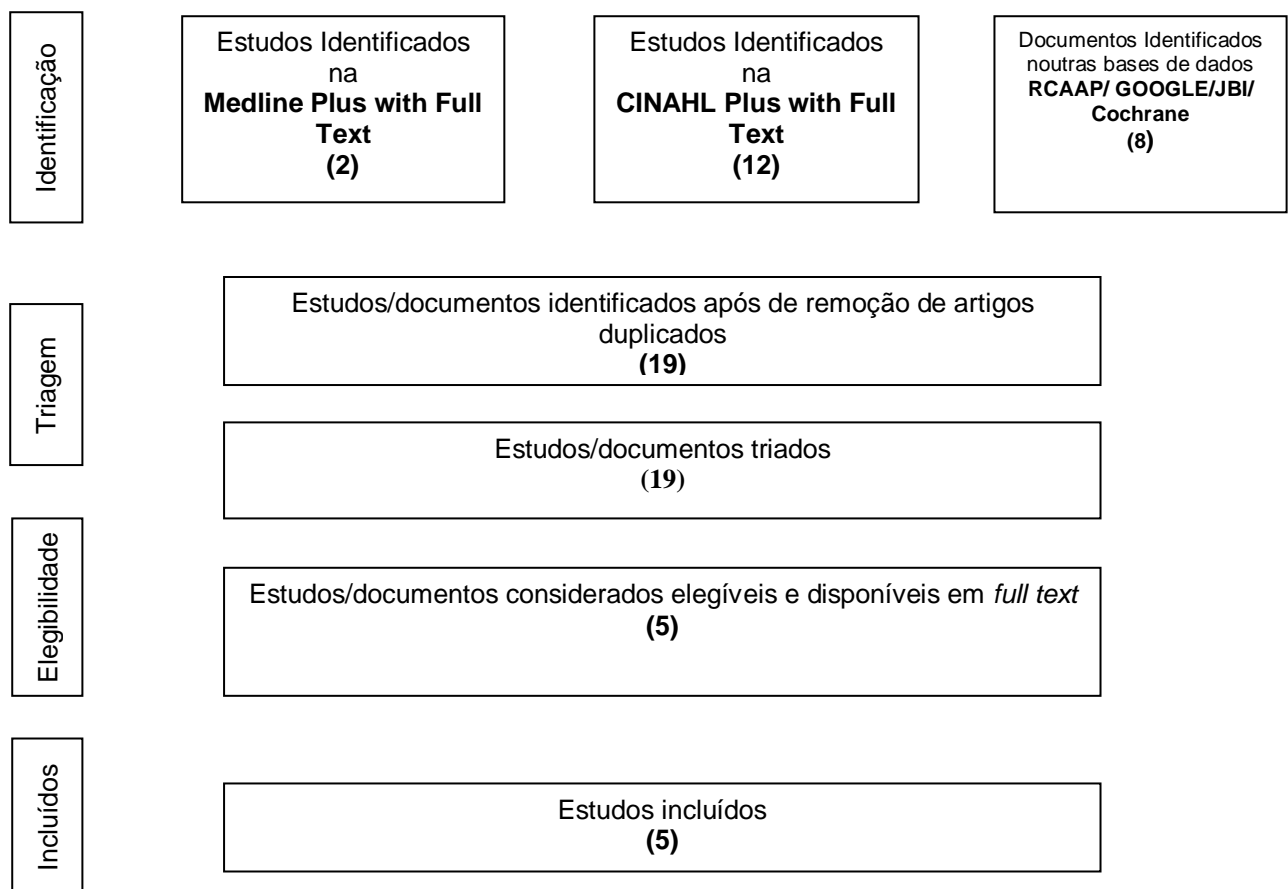 Identificação
Estudos Identificados
na
Medline Plus with Full
Text
(2)
Estudos Identificados
na
CINAHL Plus with Full
Text
(12)
Documentos Identificados
noutras bases de dados
RCAAP/ GOOGLE/JBI/
Cochrane
(8)
Triagem
Estudos/documentos identificados após de remoção de artigos
duplicados
(19)
Estudos/documentos triados
(19)
Elegibilidade
Estudos/documentos considerados elegíveis e disponíveis em full text
(5)
Incluídos
Estudos incluídos
(5)